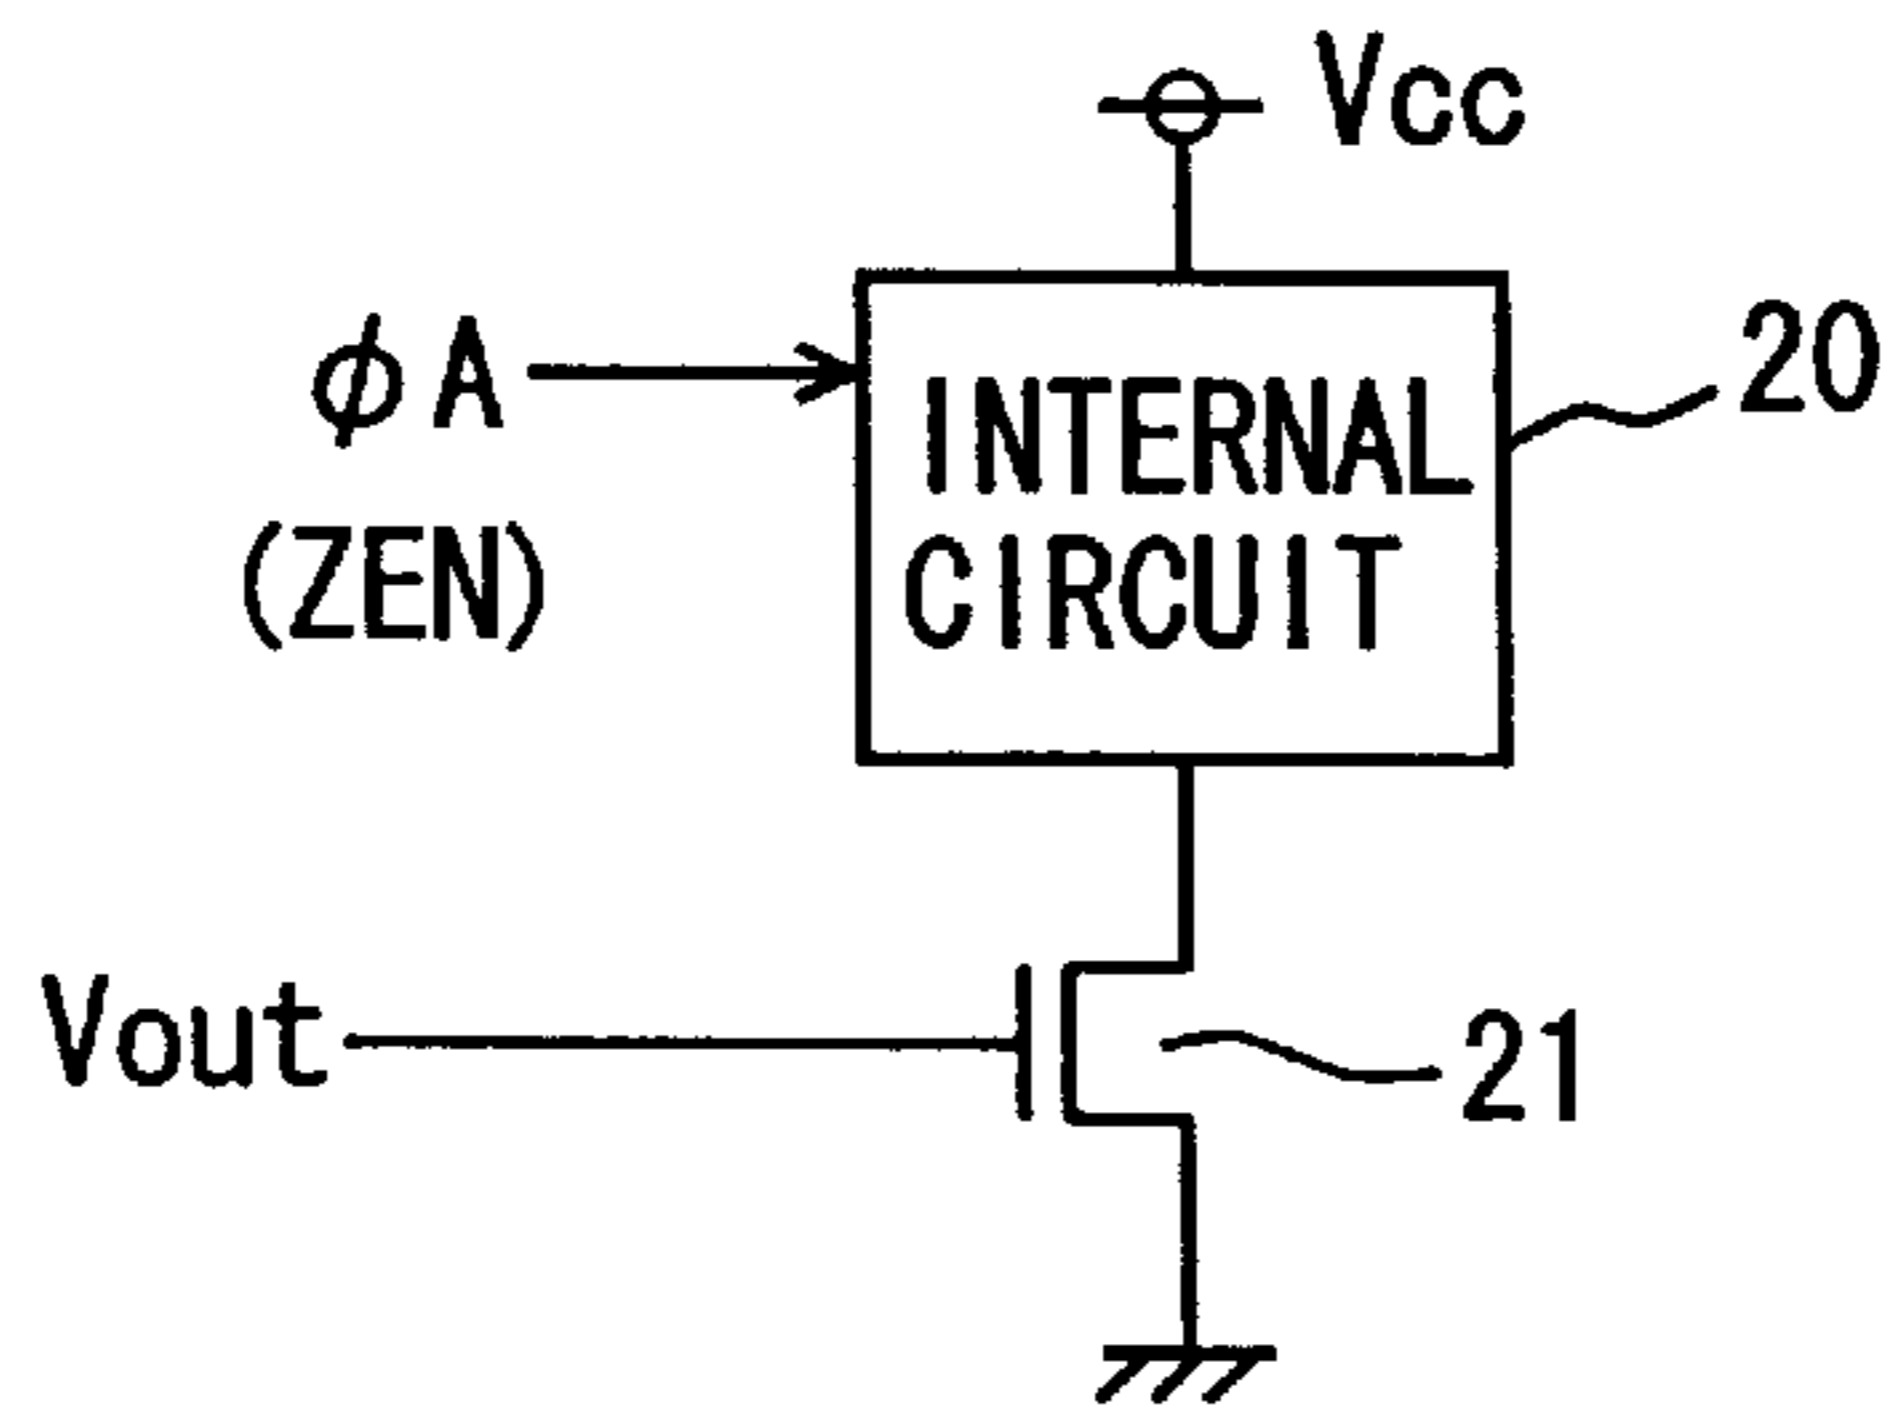 Vcc
φA
(ZEN)
INTERNAL
CIRCUIT
20
Vout
21